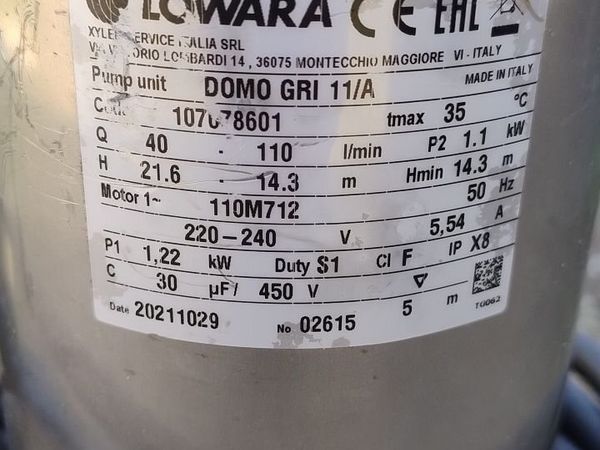 LOWARA CE EAC
SERVICE ITALIA SRL
LOMBARDI 14 , 36075 MONTECCHIO MAGGIORE VI - ITALY
Pump unit DOMO GRI 11/A MADE IN ITALY
tmax 35 °C
Q 40 - 110 l/min P2 1.1 kW
H 21.6 - 14.3 m Hmin 14.3 m
Motor 1~ 110M712 50 Hz
220-240 V 5,54 A
P1 1,22 kW Duty S1 Cl F IP X8
C 30 µF/ 450 V 5 m
Date 20211029 No 02615